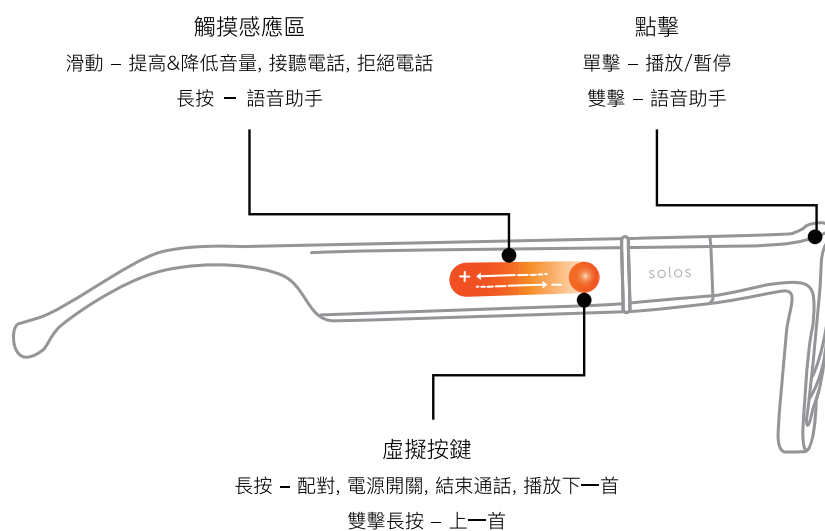 觸摸感應區
滑動 – 提高&降低音量, 接聽電話, 拒絕電話
長按 – 語音助手
點擊
單擊 – 播放/暫停
雙擊 – 語音助手
solos
虛擬按鍵
長按 – 配對, 電源開關, 結束通話, 播放下一首
雙擊長按 – 上一首